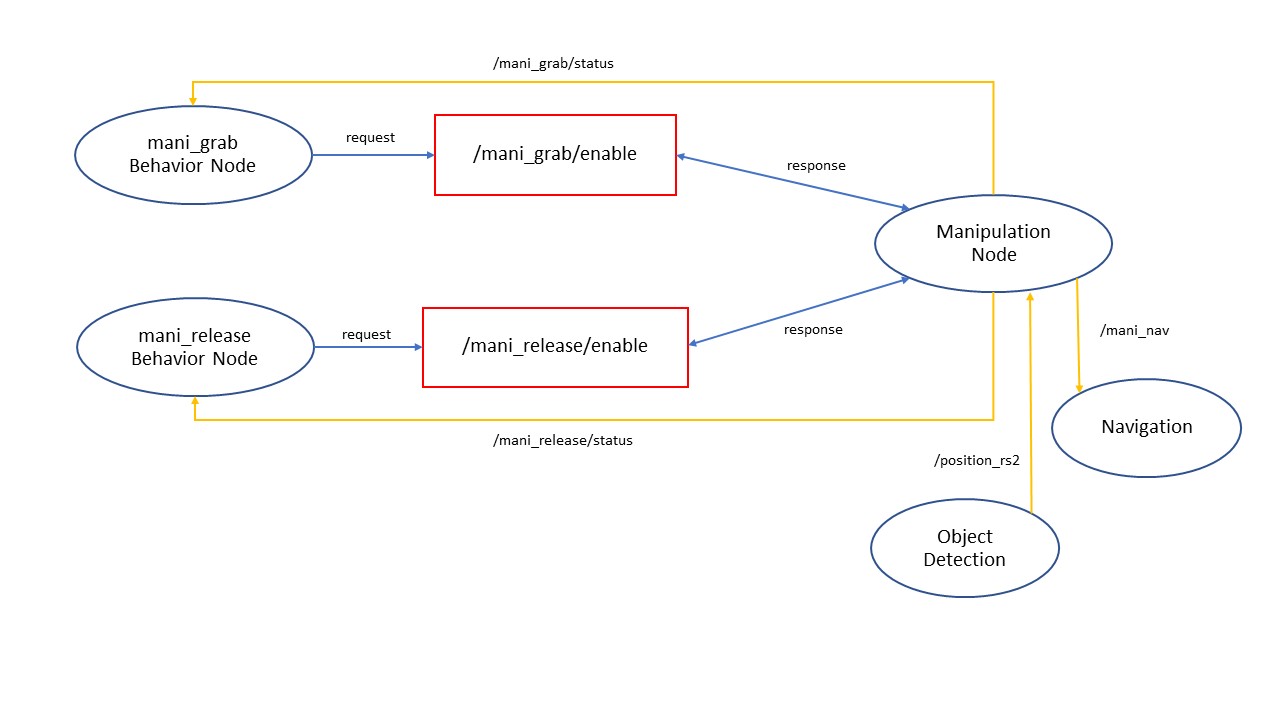 /mani_grab/status
mani_grab
Behavior Node
request
/mani_grab/enable
response
Manipulation
Node
mani_release
Behavior Node
request
/mani_release/enable
response
/mani_nav
/mani_release/status
Navigation
/position_rs2
Object
Detection